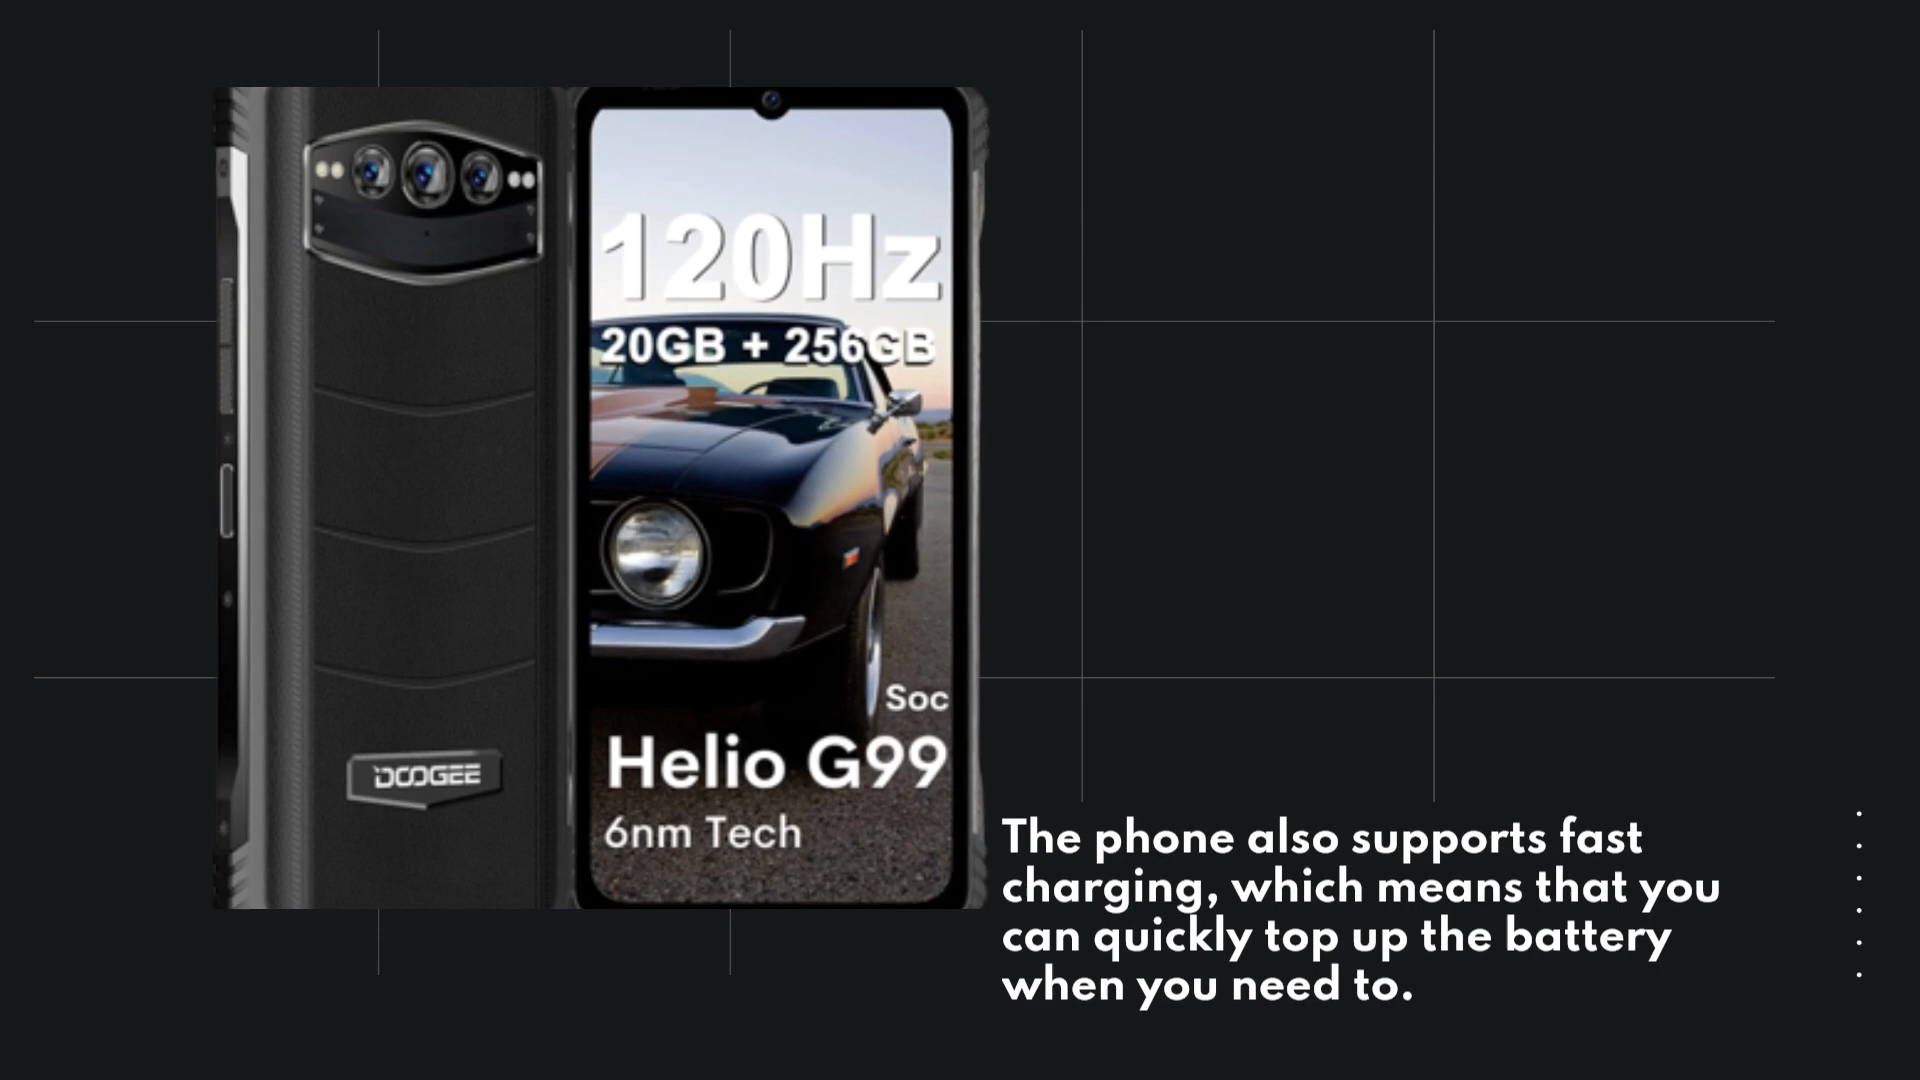 120Hz
20GB + 256GB
Soc
Helio G99
6nm Tech
DOOGEE
The phone also supports fast
charging, which means that you
can quickly top up the battery
when you need to.